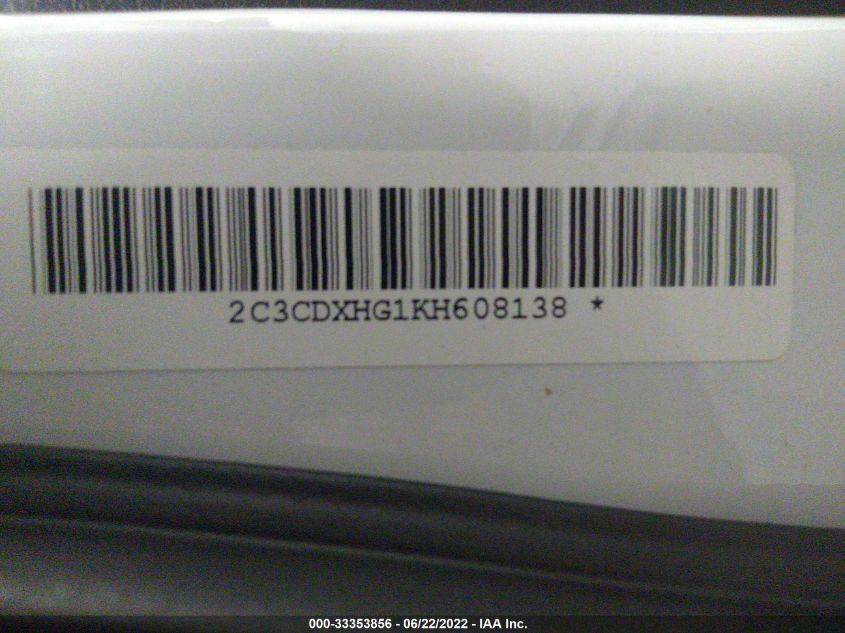 2C3CDXHG1KH608138 *
000-33353856 - 06/22/2022 - IAA Inc.